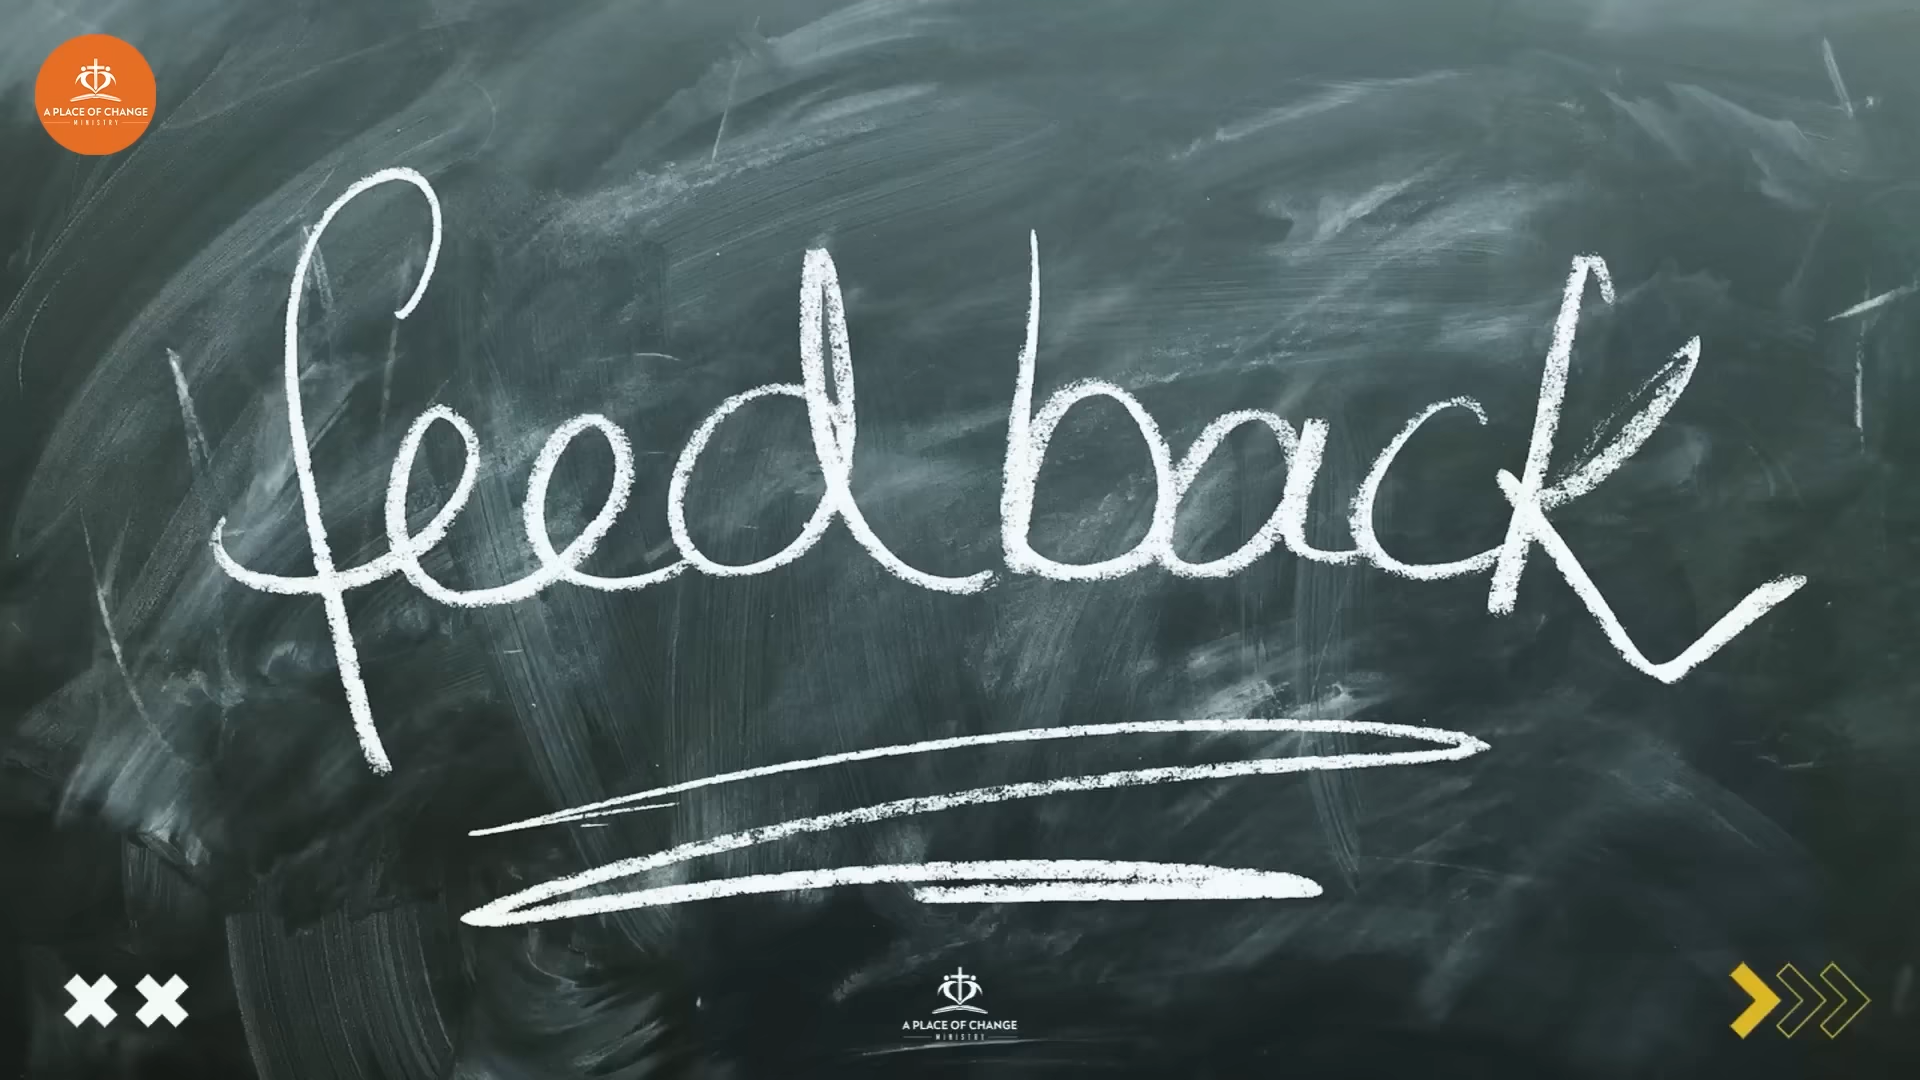 A PLACE OF CHANGE
MINISTRY
feedback
A PLACE OF CHANGE
MINISTRY